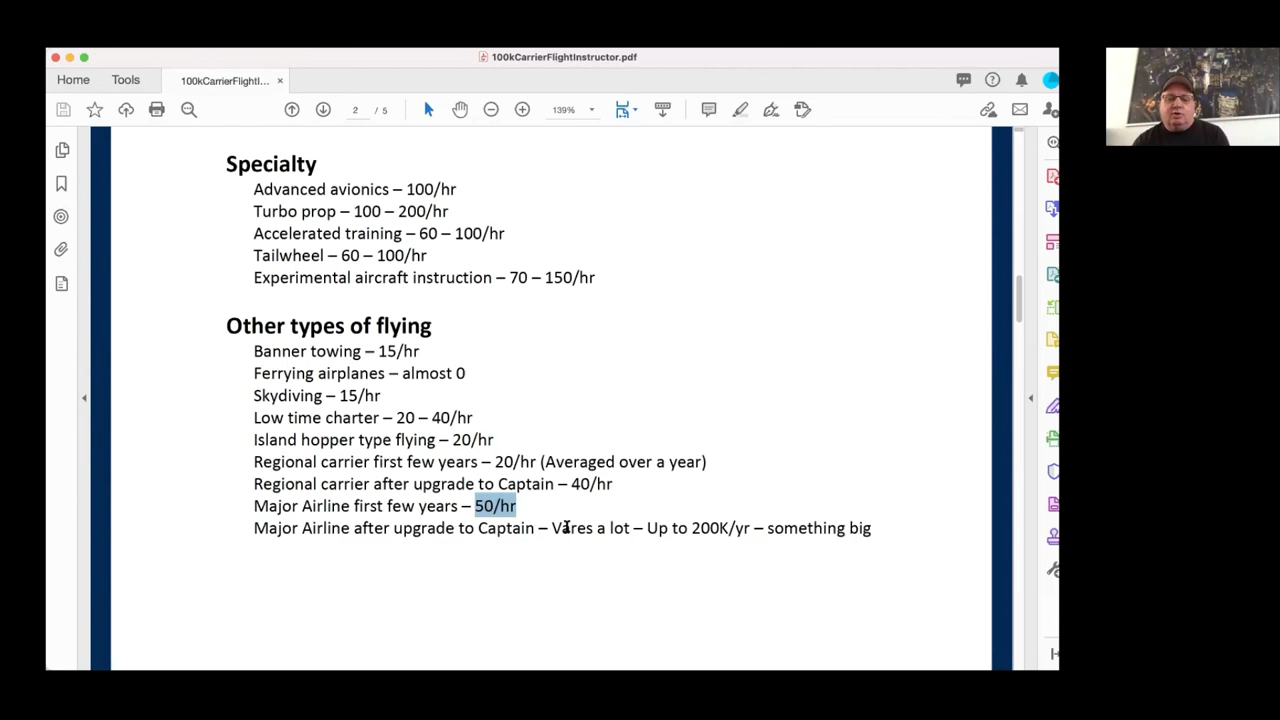 100kCarrierFlightInstructor.pdf
Home
Tools
100kCarrierFlightI...
×
2 / 5
139%
Specialty
Advanced avionics – 100/hr
Turbo prop – 100 – 200/hr
Accelerated training – 60 – 100/hr
Tailwheel – 60 – 100/hr
Experimental aircraft instruction – 70 – 150/hr
Other types of flying
Banner towing – 15/hr
Ferrying airplanes – almost 0
Skydiving – 15/hr
Low time charter – 20 – 40/hr
Island hopper type flying – 20/hr
Regional carrier first few years – 20/hr (Averaged over a year)
Regional carrier after upgrade to Captain – 40/hr
Major Airline first few years – 50/hr
Major Airline after upgrade to Captain – Vares a lot – Up to 200K/yr – something big